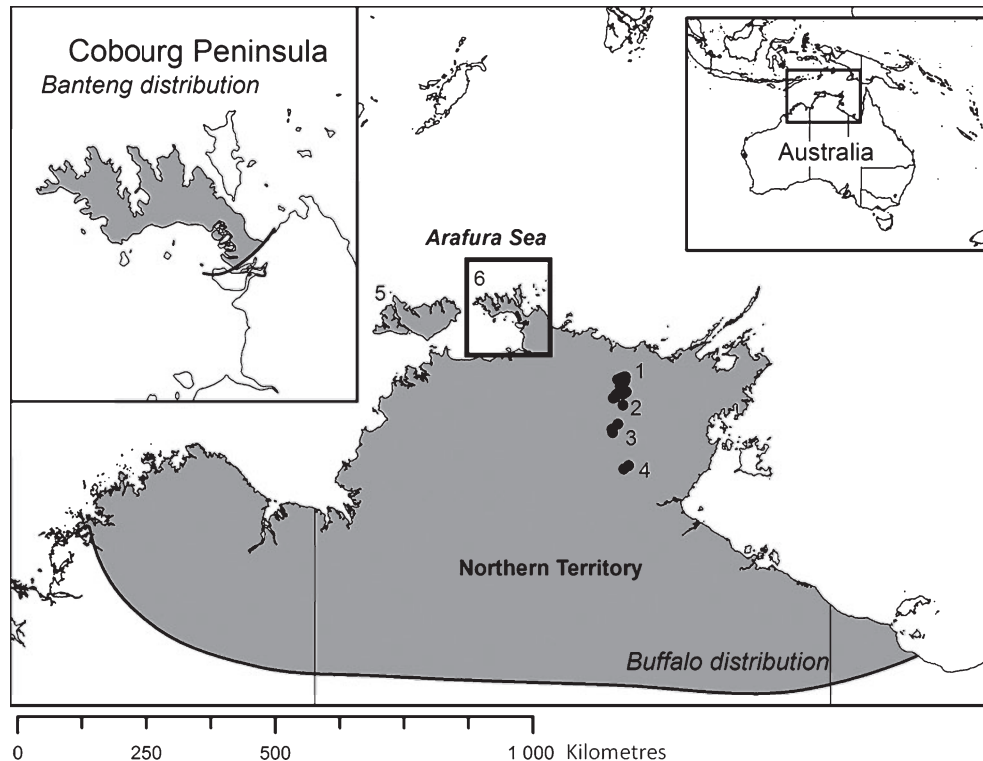 Cobourg Peninsula
Banteng distribution
Australia
Arafura Sea
5
6
1
2
3
4
Northern Territory
Buffalo distribution
0 250 500 1 000 Kilometres